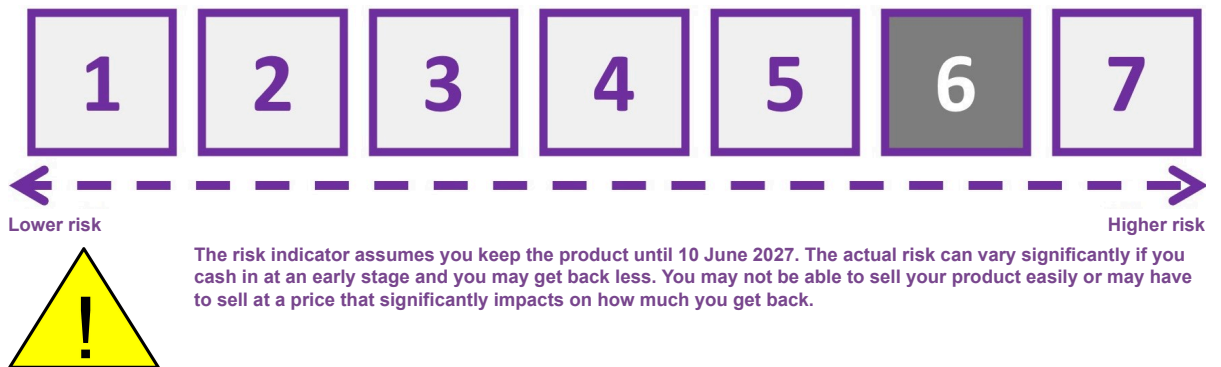 1 2 3 4 5 6 7
Lower risk Higher risk
The risk indicator assumes you keep the product until 10 June 2027. The actual risk can vary significantly if you
cash in at an early stage and you may get back less. You may not be able to sell your product easily or may have
to sell at a price that significantly impacts on how much you get back.
!